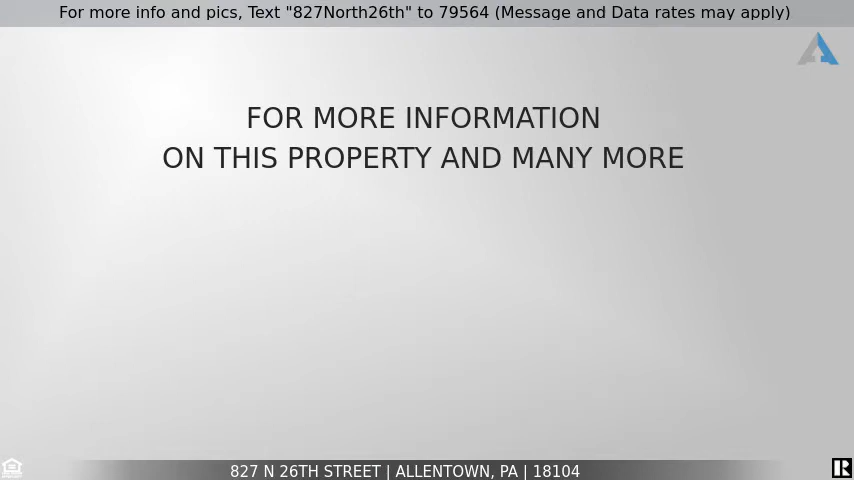 For more info and pics, Text "827North26th" to 79564 (Message and Data rates may apply)
FOR MORE INFORMATION
ON THIS PROPERTY AND MANY MORE
827 N 26TH STREET | ALLENTOWN, PA | 18104